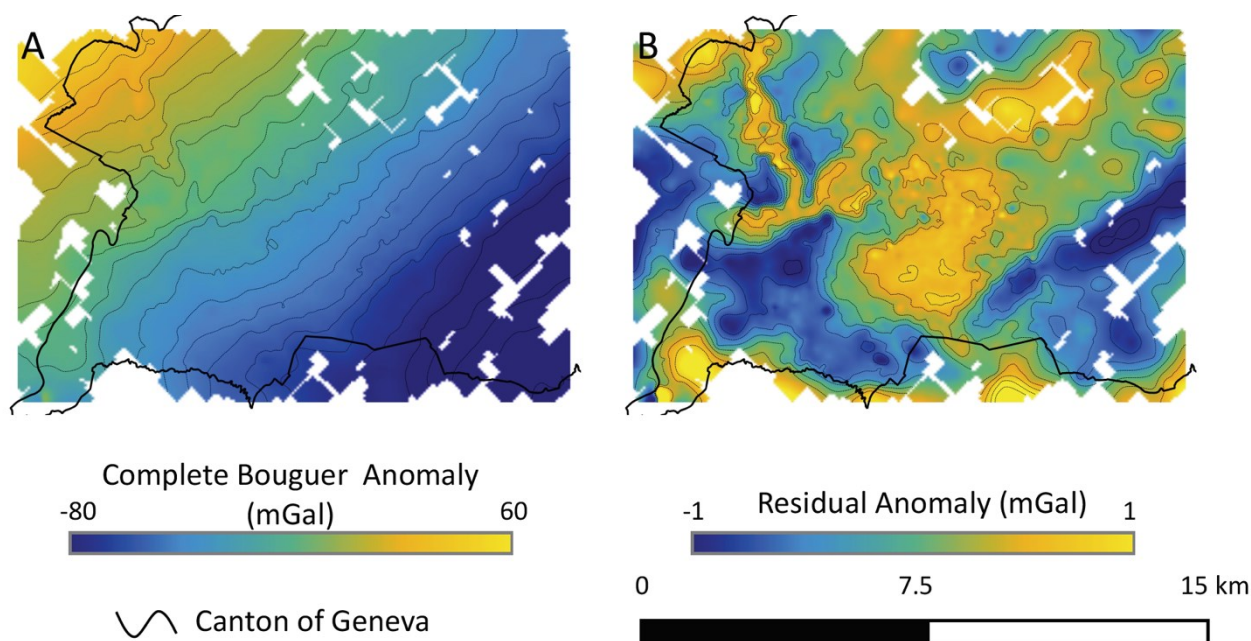 A
B
Complete Bouguer Anomaly
(mGal)
-80
60
Residual Anomaly (mGal)
-1
1
0
7.5
15 km
Canton of Geneva